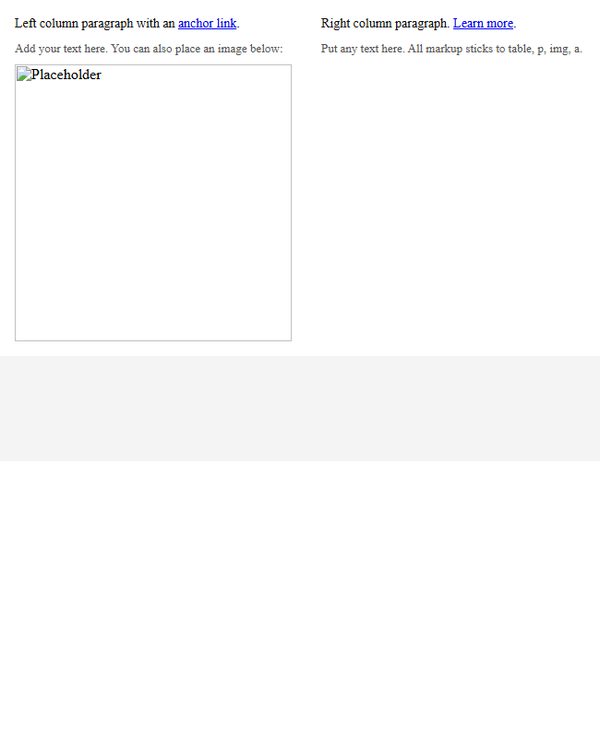 Left column paragraph with an anchor link.
Add your text here. You can also place an image below:
Placeholder
Right column paragraph. Learn more.
Put any text here. All markup sticks to table, p, img, a.